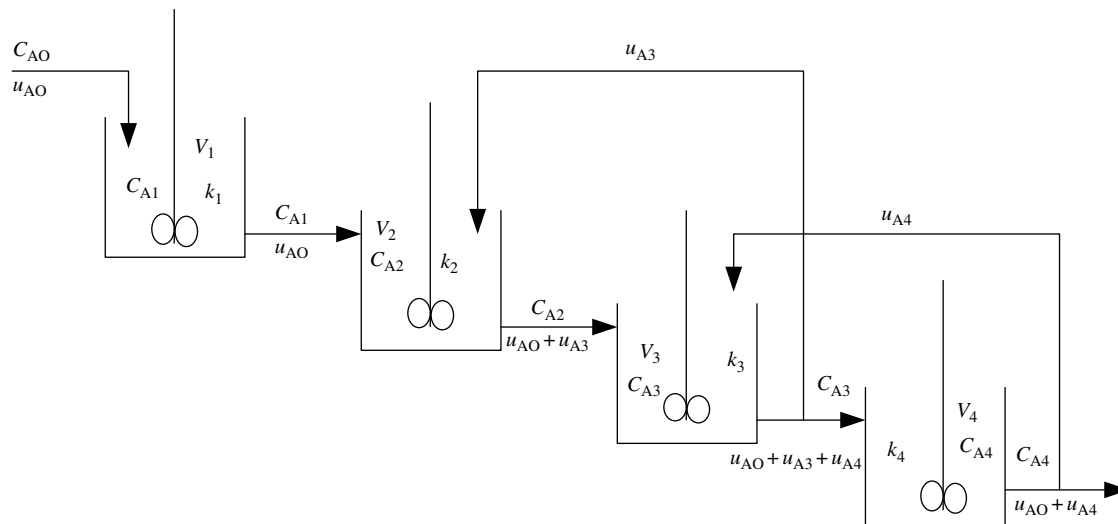 C_AO
u_AO
V_1
C_A1
k_1
C_A1
u_AO
u_A3
V_2
C_A2
k_2
C_A2
u_AO + u_A3
u_A4
V_3
C_A3
k_3
C_A3
u_AO + u_A3 + u_A4
V_4
C_A4
k_4
C_A4
u_AO + u_A4